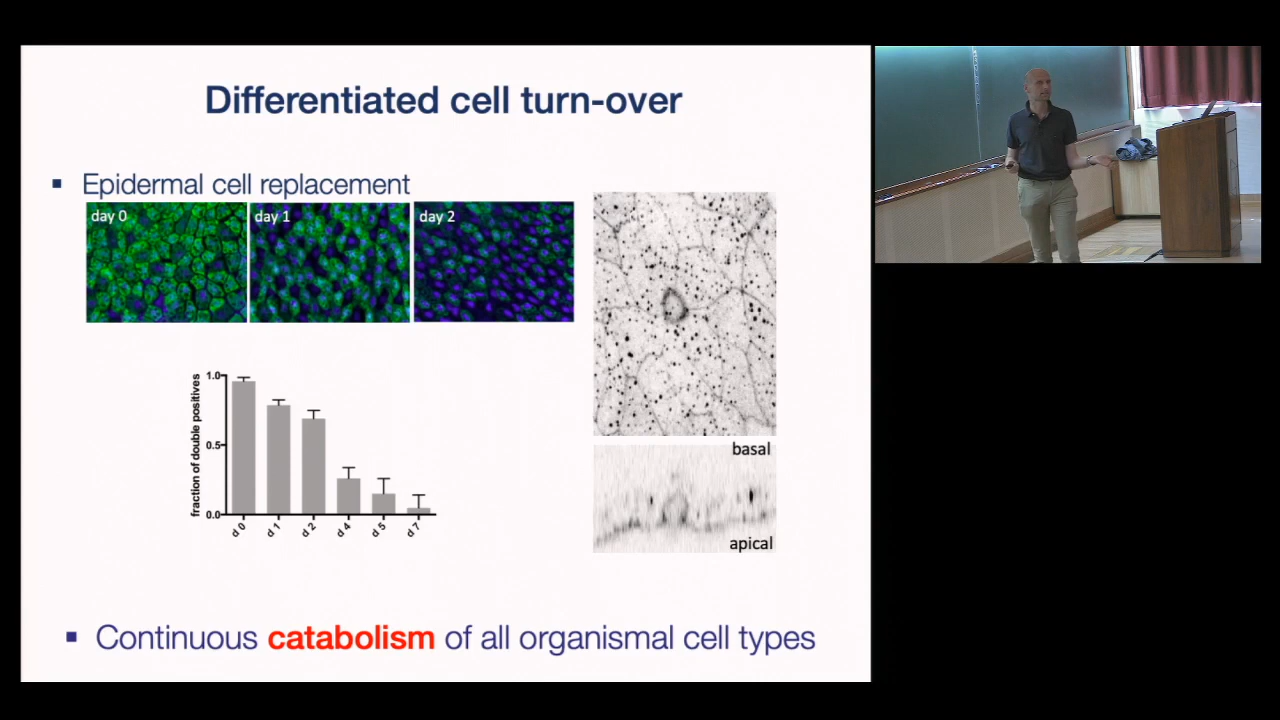 Differentiated cell turn-over
▪ Epidermal cell replacement
day 0
day 1
day 2
fraction of double positives
1.0
0.5
0.0
d 0
d 1
d 2
d 4
d 5
d 7
basal
apical
▪ Continuous catabolism of all organismal cell types